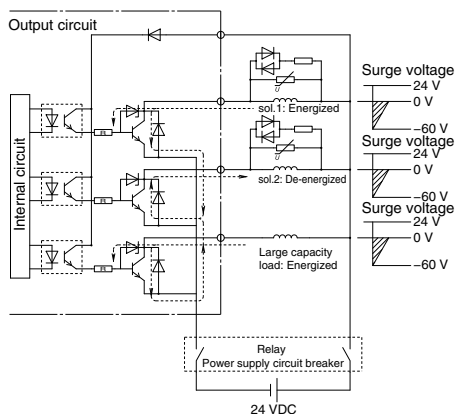 Output circuit
Internal circuit
Surge voltage
24 V
0 V
–60 V
sol.1: Energized
Surge voltage
24 V
0 V
–60 V
sol.2: De-energized
Surge voltage
24 V
0 V
–60 V
Large capacity
load: Energized
Relay
Power supply circuit breaker
24 VDC